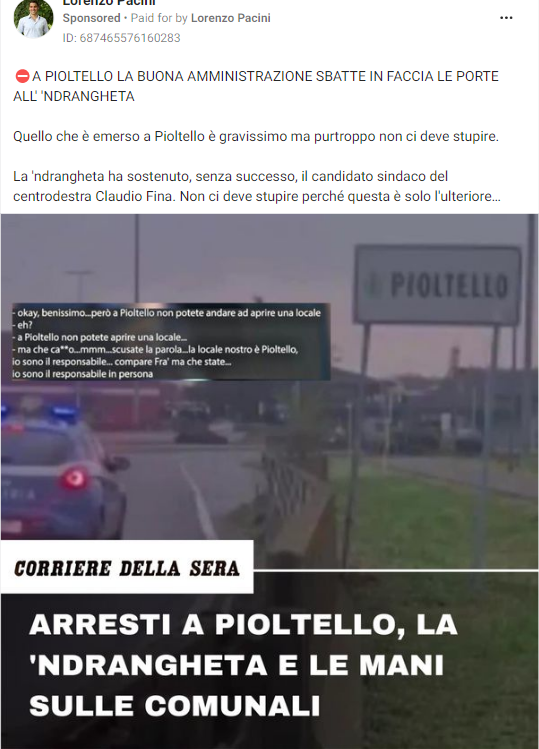 Lorenzo Pacini
Sponsored • Paid for by Lorenzo Pacini
ID: 687465576160283
⛔A PIOLTELLO LA BUONA AMMINISTRAZIONE SBATTE IN FACCIA LE PORTE
ALL' 'NDRANGHETA
Quello che è emerso a Pioltello è gravissimo ma purtroppo non ci deve stupire.
La 'ndrangheta ha sostenuto, senza successo, il candidato sindaco del
centrodestra Claudio Fina. Non ci deve stupire perché questa è solo l'ulteriore...
PIOLTELLO
- okay, benissimo...però a Pioltello non potete andare ad aprire una locale
- eh?
- a Pioltello non potete aprire una locale...
- ma che ca**o...mmm...scusate la parola...la locale nostro è Pioltello,
io sono il responsabile... compare Fra' ma che state...
io sono il responsabile in persona
CORRIERE DELLA SERA
ARRESTI A PIOLTELLO, LA
'NDRANGHETA E LE MANI
SULLE COMUNALI